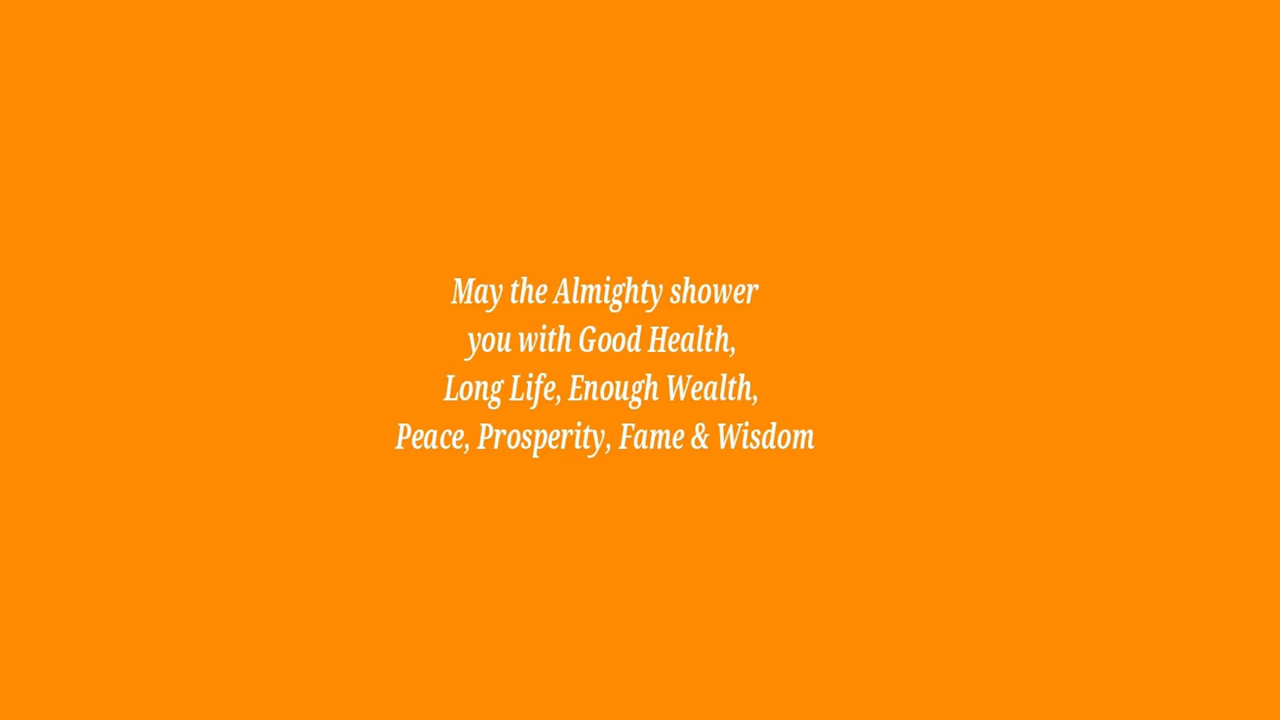 May the Almighty shower
you with Good Health,
Long Life, Enough Wealth,
Peace, Prosperity, Fame & Wisdom